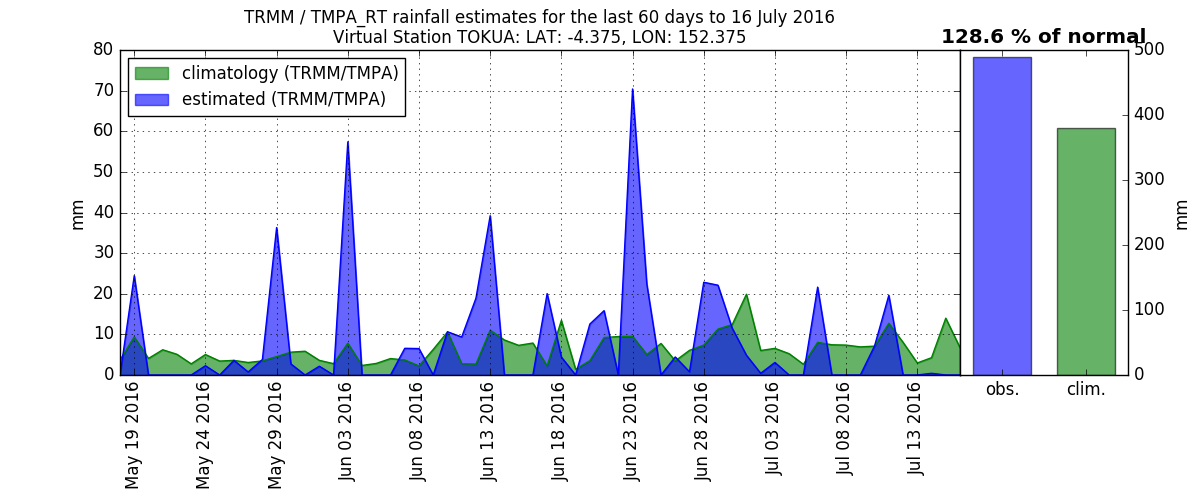 TRMM / TMPA_RT rainfall estimates for the last 60 days to 16 July 2016
Virtual Station TOKUA: LAT: -4.375, LON: 152.375
128.6 % of normal
climatology (TRMM/TMPA)
estimated (TRMM/TMPA)
mm
80
70
60
50
40
30
20
10
0
May 19 2016
May 24 2016
May 29 2016
Jun 03 2016
Jun 08 2016
Jun 13 2016
Jun 18 2016
Jun 23 2016
Jun 28 2016
Jul 03 2016
Jul 08 2016
Jul 13 2016
500
400
300
200
100
0
mm
obs.
clim.